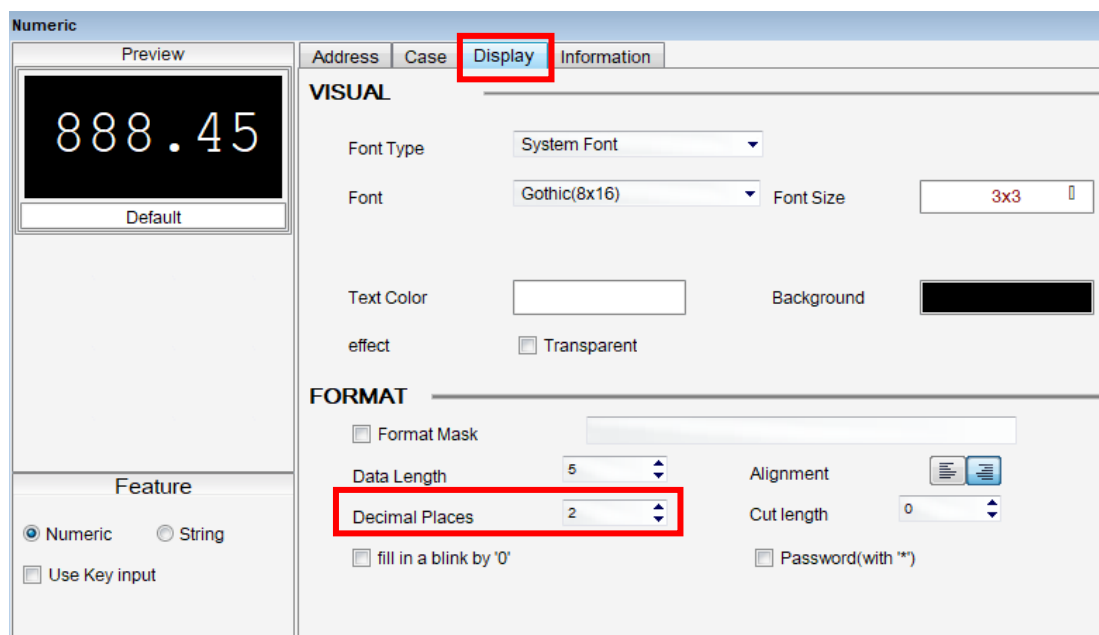 Numeric
Preview
888.45
Default
Address Case Display Information
VISUAL
Font Type System Font
Font Gothic(8x16) Font Size 3x3
Text Color Background
effect Transparent
FORMAT
Format Mask
Data Length 5 Alignment
Decimal Places 2 Cut length 0
fill in a blink by '0' Password(with '*')
Feature
Numeric String
Use Key input